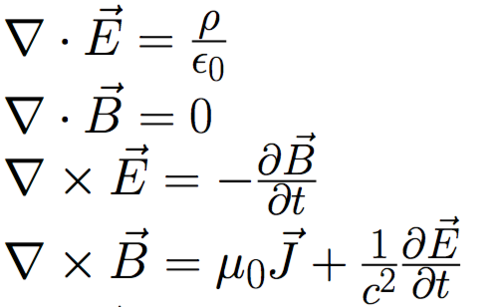 ∇ · E⃗ = ρ/ϵ₀
∇ · B⃗ = 0
∇ × E⃗ = −∂B⃗/∂t
∇ × B⃗ = μ₀J⃗ + 1/c² ∂E⃗/∂t